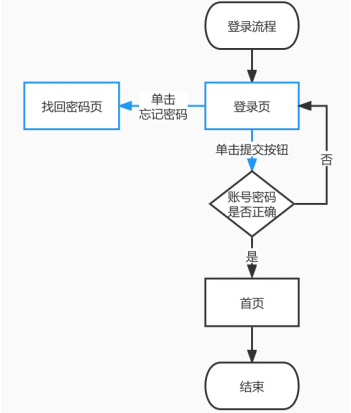 登录流程
找回密码页
单击
忘记密码
登录页
单击提交按钮
账号密码
是否正确
否
是
首页
结束